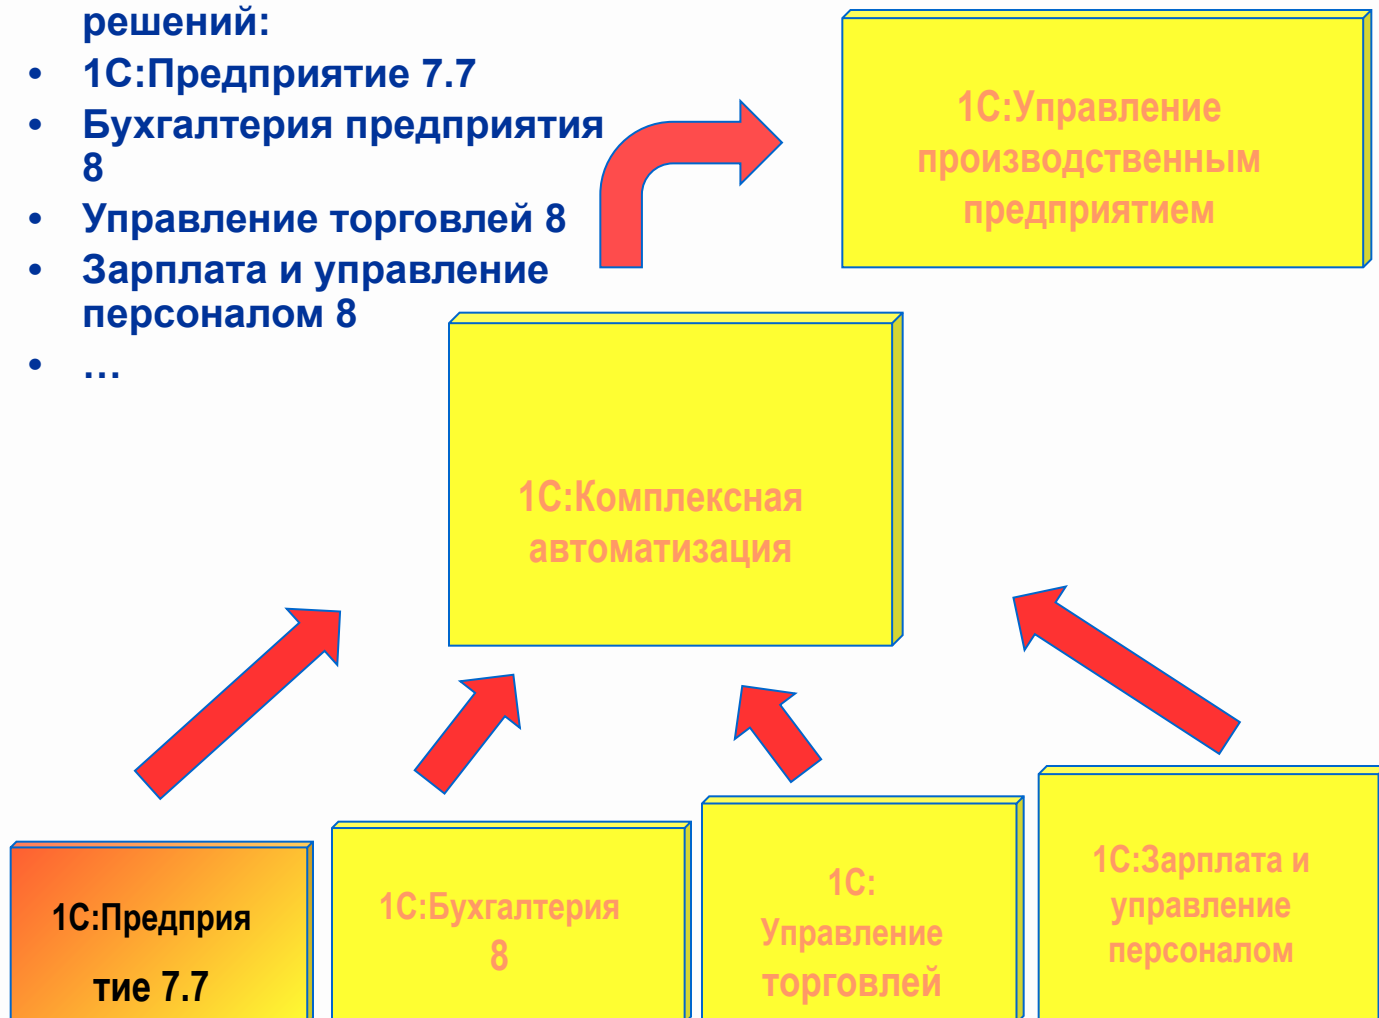 решений:
• 1С:Предприятие 7.7
• Бухгалтерия предприятия
8
• Управление торговлей 8
• Зарплата и управление
персоналом 8
• …
1С:Управление
производственным
предприятием
1С:Комплексная
автоматизация
1С:Предприя
тие 7.7
1С:Бухгалтерия
8
1С:
Управление
торговлей
1С:Зарплата и
управление
персоналом